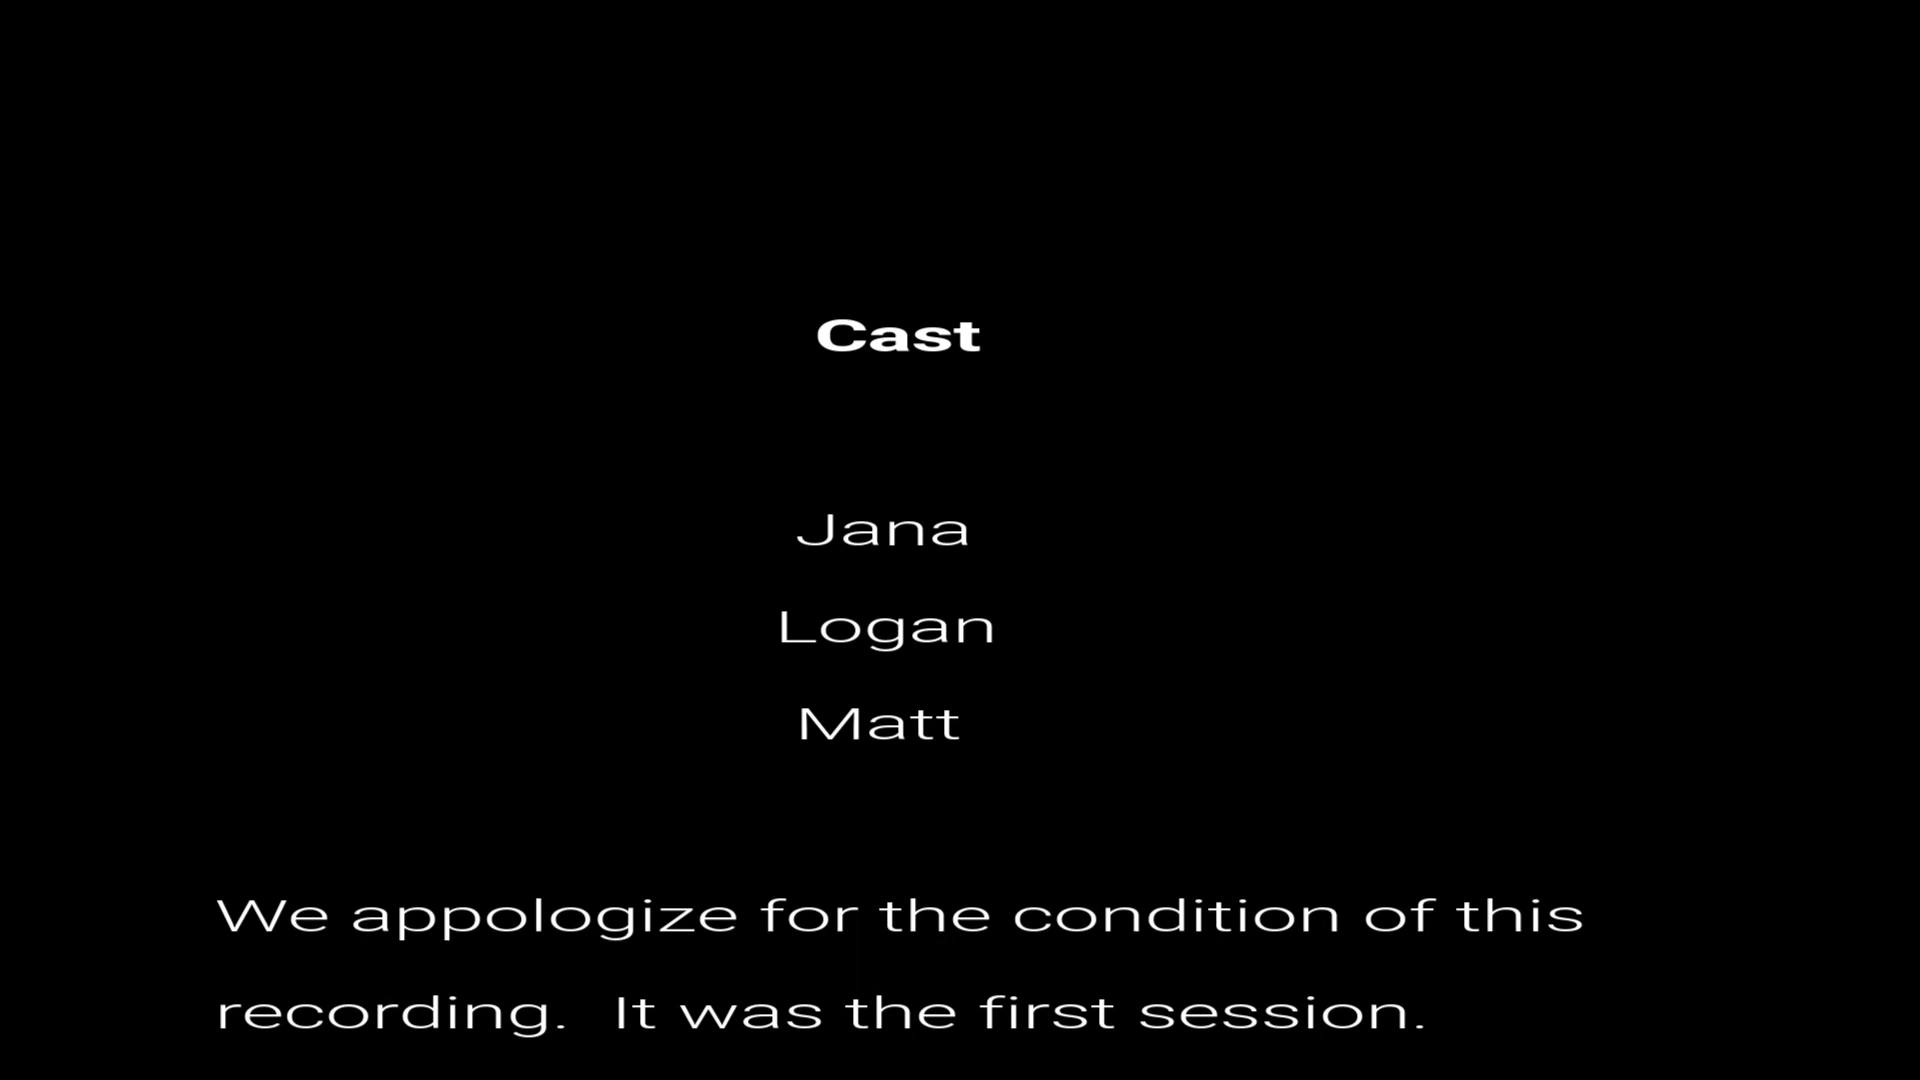 Cast
Jana
Logan
Matt
We appologize for the condition of this
recording.  It was the first session.